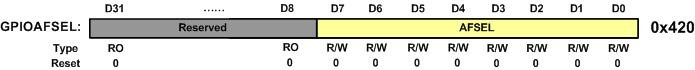 D31 ...... D8 D7 D6 D5 D4 D3 D2 D1 D0
GPIOAFSEL: Reserved AFSEL 0x420
Type RO RO R/W R/W R/W R/W R/W R/W R/W R/W
Reset 0 0 0 0 0 0 0 0 0 0